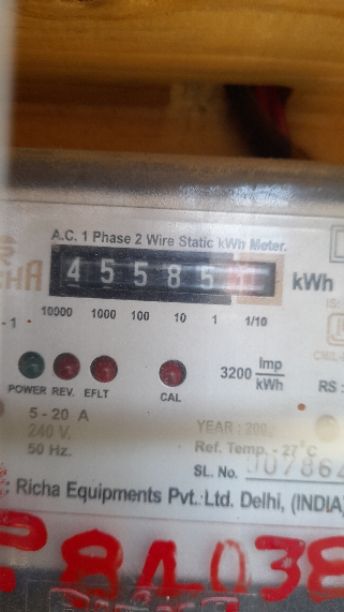 A.C. 1 Phase 2 Wire Static kWh Meter.
45585 kWh
10000 1000 100 10 1 1/10
3200 Imp
kWh
POWER REV. EFLT CAL
RS:
5 - 20 A
240 V.
50 Hz.
YEAR : 200
Ref. Temp. - 27°C
SL. No.
Richa Equipments Pvt. Ltd. Delhi, (INDIA)